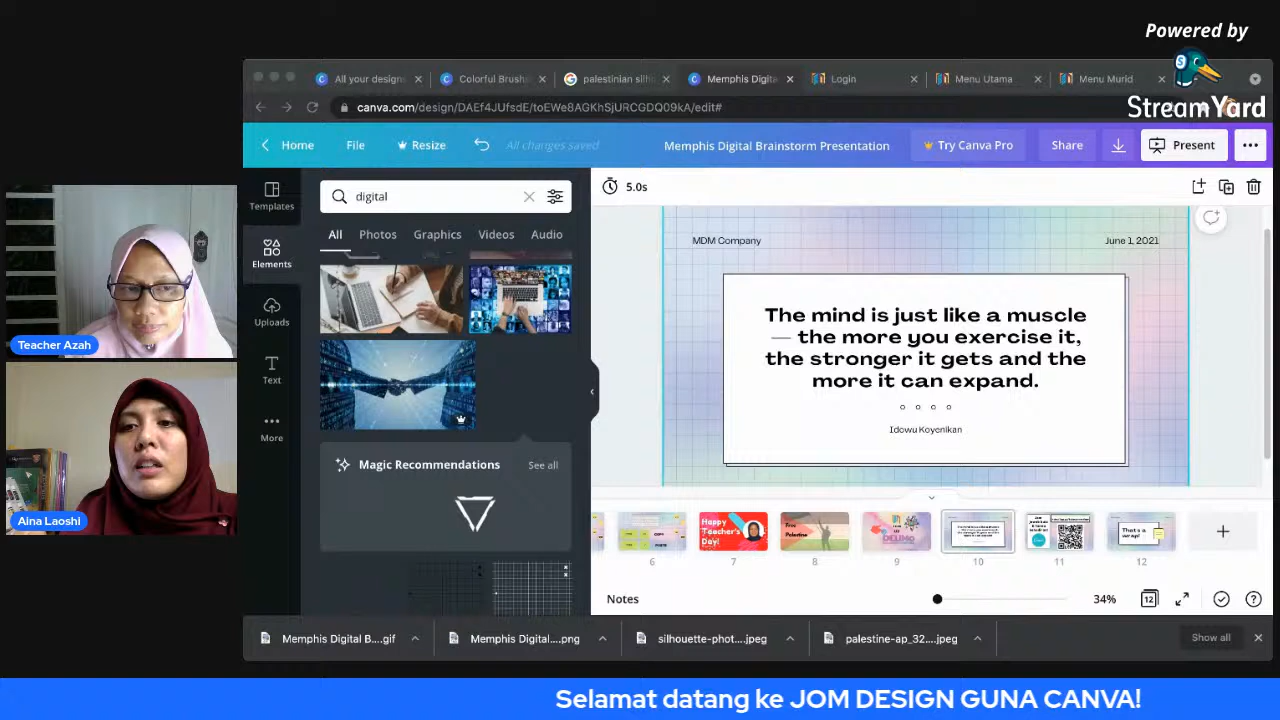 Powered by
StreamYard
All your designs
Colorful Brush
palestinian silh
Memphis Digita
Login
Menu Utama
Menu Murid
canva.com/design/DAEf4JUfsdE/toEWe8AGKhSjURCGDQ09kA/edit#
Home
File
Resize
All changes saved
Memphis Digital Brainstorm Presentation
Try Canva Pro
Share
Present
Templates
Elements
Uploads
Text
More
digital
All
Photos
Graphics
Videos
Audio
Magic Recommendations
See all
5.0s
MDM Company
June 1, 2021
The mind is just like a muscle
— the more you exercise it,
the stronger it gets and the
more it can expand.
Idowu Koyenikan
Happy
Teacher's
Day!
Free
Palestine
DELIMA
That's a
wrap!
6
7
8
9
10
11
12
Notes
34%
12
Memphis Digital B....gif
Memphis Digital....png
silhouette-phot....jpeg
palestine-ap_32....jpeg
Show all
Teacher Azah
Aina Laoshi
Selamat datang ke JOM DESIGN GUNA CANVA!